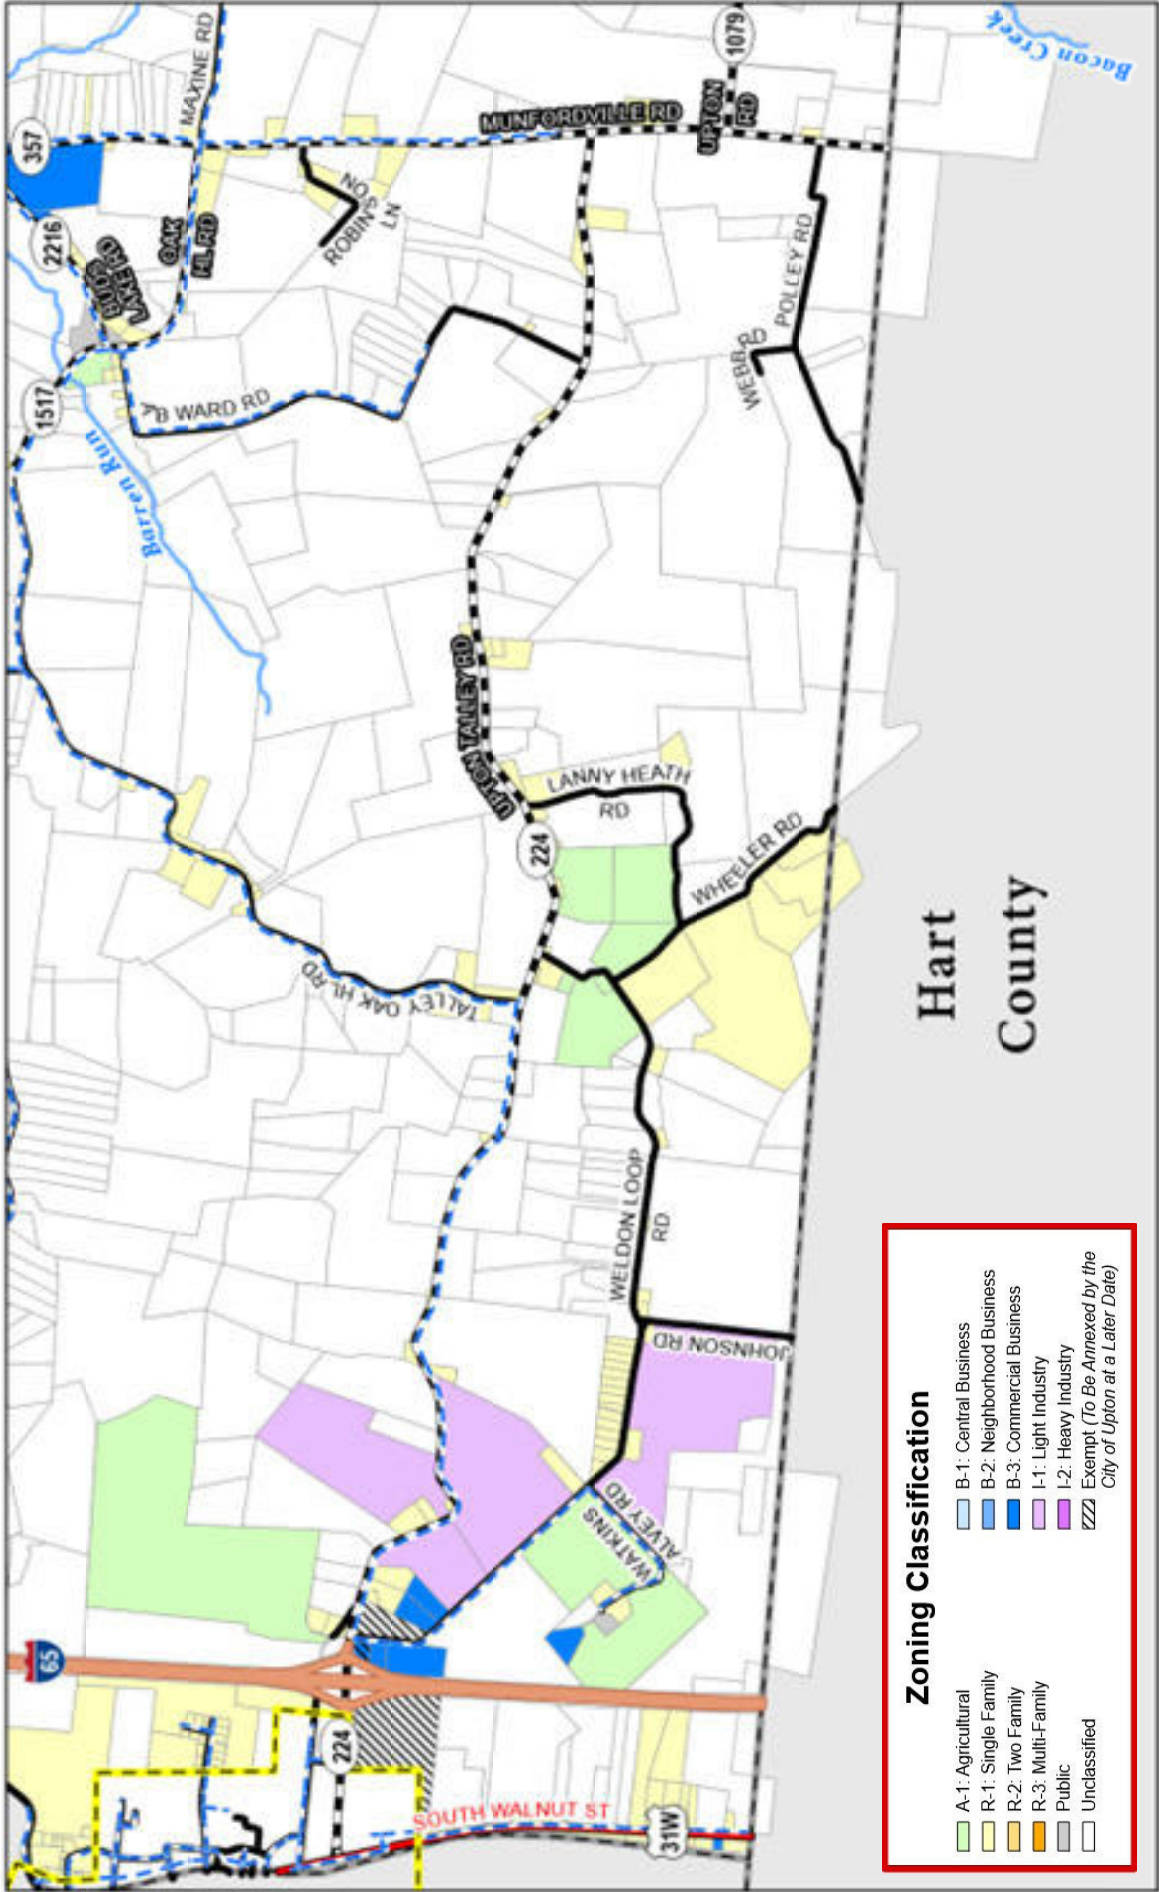 Bacon Creek
1079
MAXINE RD
MUNFORDVILLE RD
UPTON
RD
357
ROBINSON
LN
2216
OAK
HL RD
LAKE RD
POLLEY RD
WEBB RD
1517
AB WARD RD
Barren Run
UPTON TALLEY RD
LANNY HEATH
RD
224
WHEELER RD
TALLEY OAK HL RD
Hart
County
WELDON LOOP
RD
JOHNSON RD
WATKINS
ALVEY RD
65
224
SOUTH WALNUT ST
31W
Zoning Classification
A-1: Agricultural
R-1: Single Family
R-2: Two Family
R-3: Multi-Family
Public
Unclassified
B-1: Central Business
B-2: Neighborhood Business
B-3: Commercial Business
I-1: Light Industry
I-2: Heavy Industry
Exempt (To Be Annexed by the
City of Upton at a Later Date)